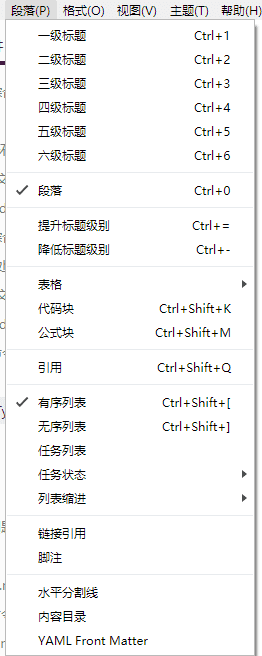 段落(P) 格式(O) 视图(V) 主题(T) 帮助(H)
一级标题 Ctrl+1
二级标题 Ctrl+2
三级标题 Ctrl+3
四级标题 Ctrl+4
五级标题 Ctrl+5
六级标题 Ctrl+6
段落 Ctrl+0
提升标题级别 Ctrl+=
降低标题级别 Ctrl+-
表格
代码块 Ctrl+Shift+K
公式块 Ctrl+Shift+M
引用 Ctrl+Shift+Q
有序列表 Ctrl+Shift+[
无序列表 Ctrl+Shift+]
任务列表
任务状态
列表缩进
链接引用
脚注
水平分割线
内容目录
YAML Front Matter